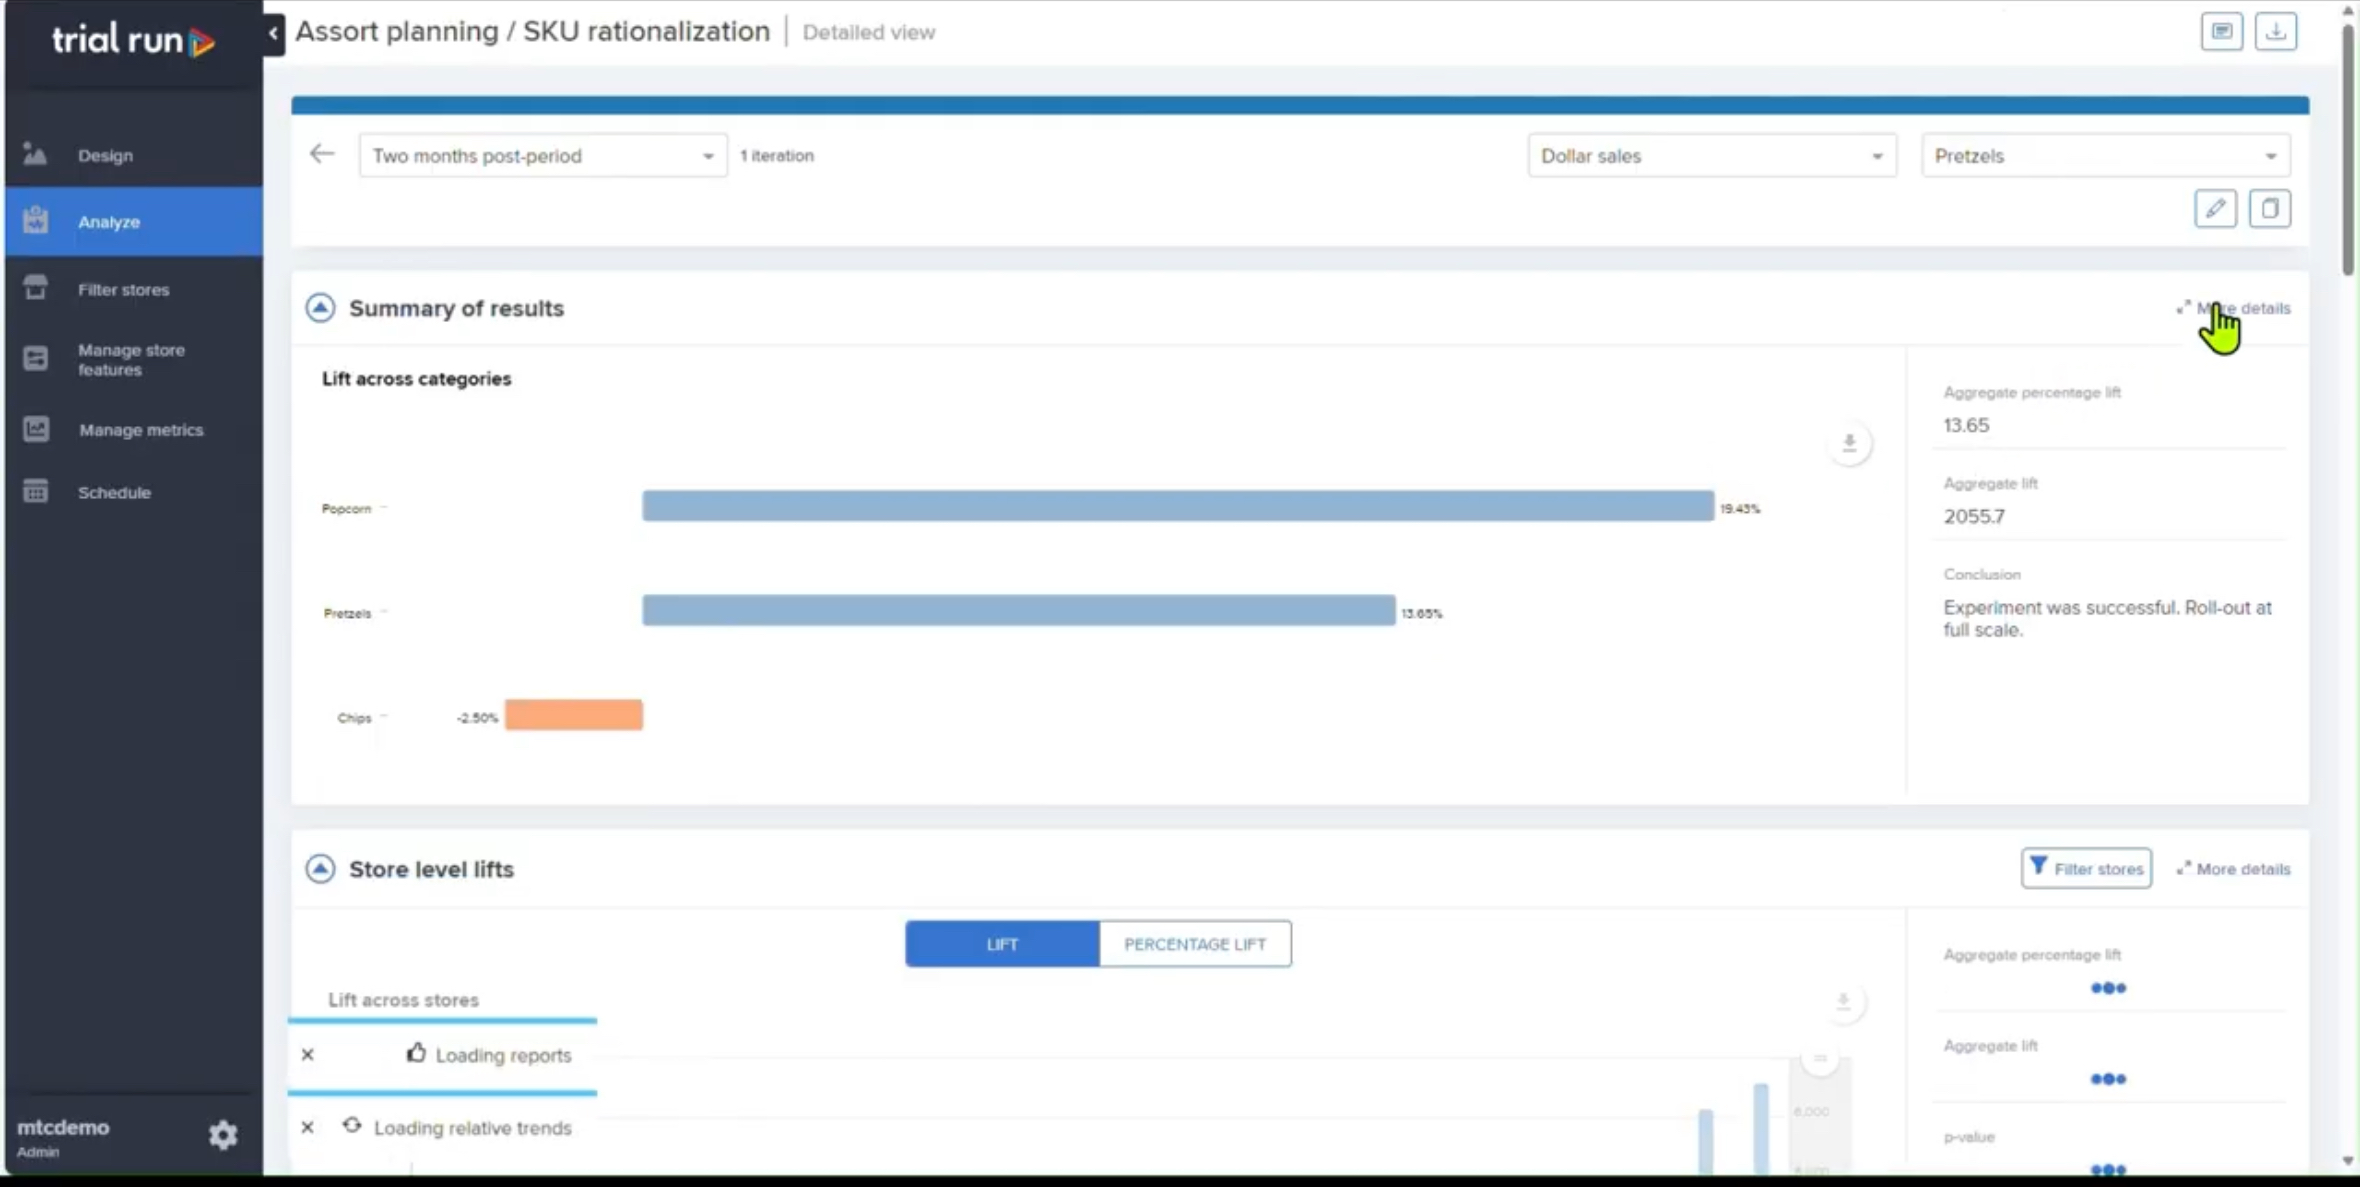 trial run
Assort planning / SKU rationalization | Detailed view
Design
Analyze
Filter stores
Manage store
features
Manage metrics
Schedule
mtcdemo
Admin
Two months post-period
1 iteration
Dollar sales
Pretzels
Summary of results
More details
Lift across categories
Popcorn
19.43%
Pretzels
13.65%
Chips
-2.50%
Aggregate percentage lift
13.65
Aggregate lift
2055.7
Conclusion
Experiment was successful. Roll-out at
full scale.
Store level lifts
Filter stores
More details
LIFT
PERCENTAGE LIFT
Lift across stores
Loading reports
Loading relative trends
Aggregate percentage lift
Aggregate lift
p-value